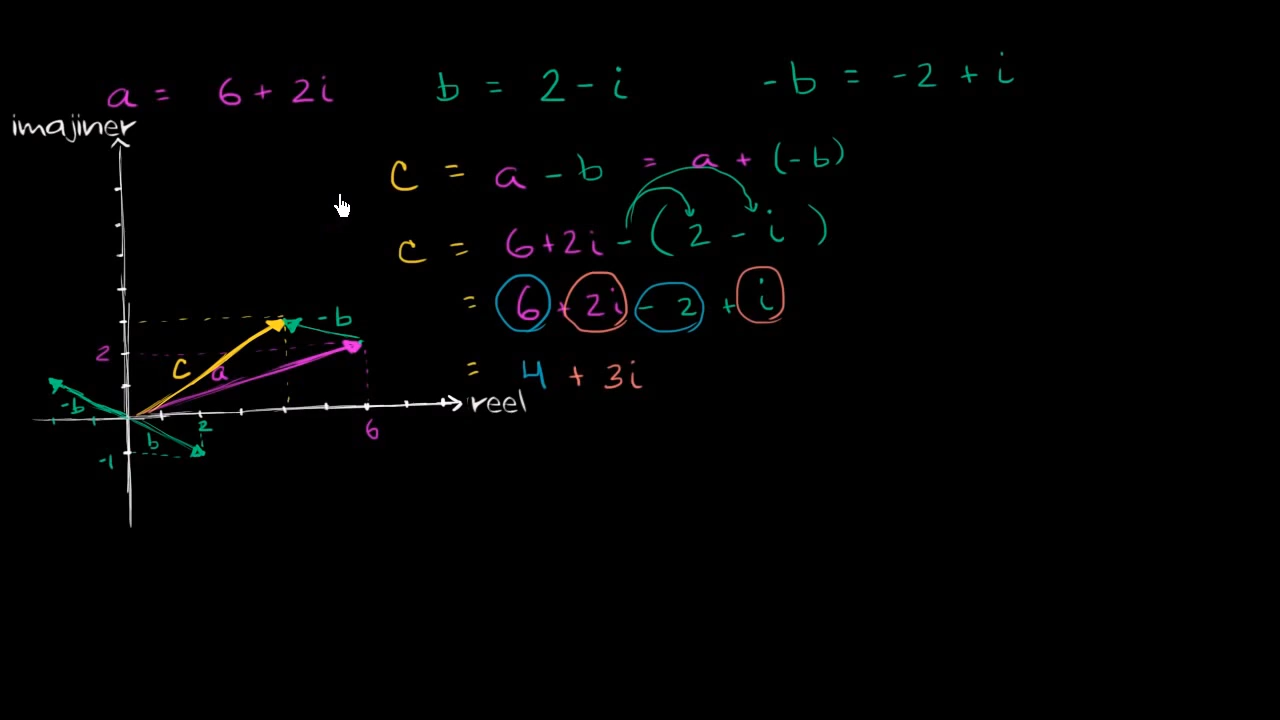 a = 6 + 2i b = 2 - i -b = -2 + i
imajiner
c = a - b = a + (-b)
c = 6 + 2i - (2 - i)
= 6 + 2i - 2 + i
-b
2
c
a
= 4 + 3i
-b
reel
2
6
b
-1